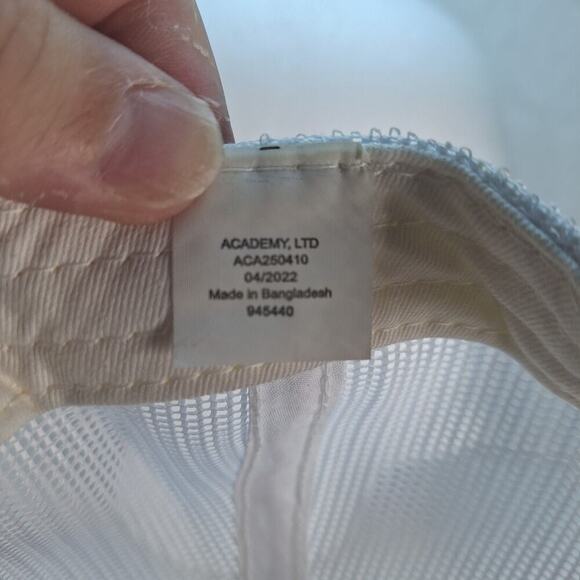 ACADEMY, LTD
ACA250410
04/2022
Made in Bangladesh
945440